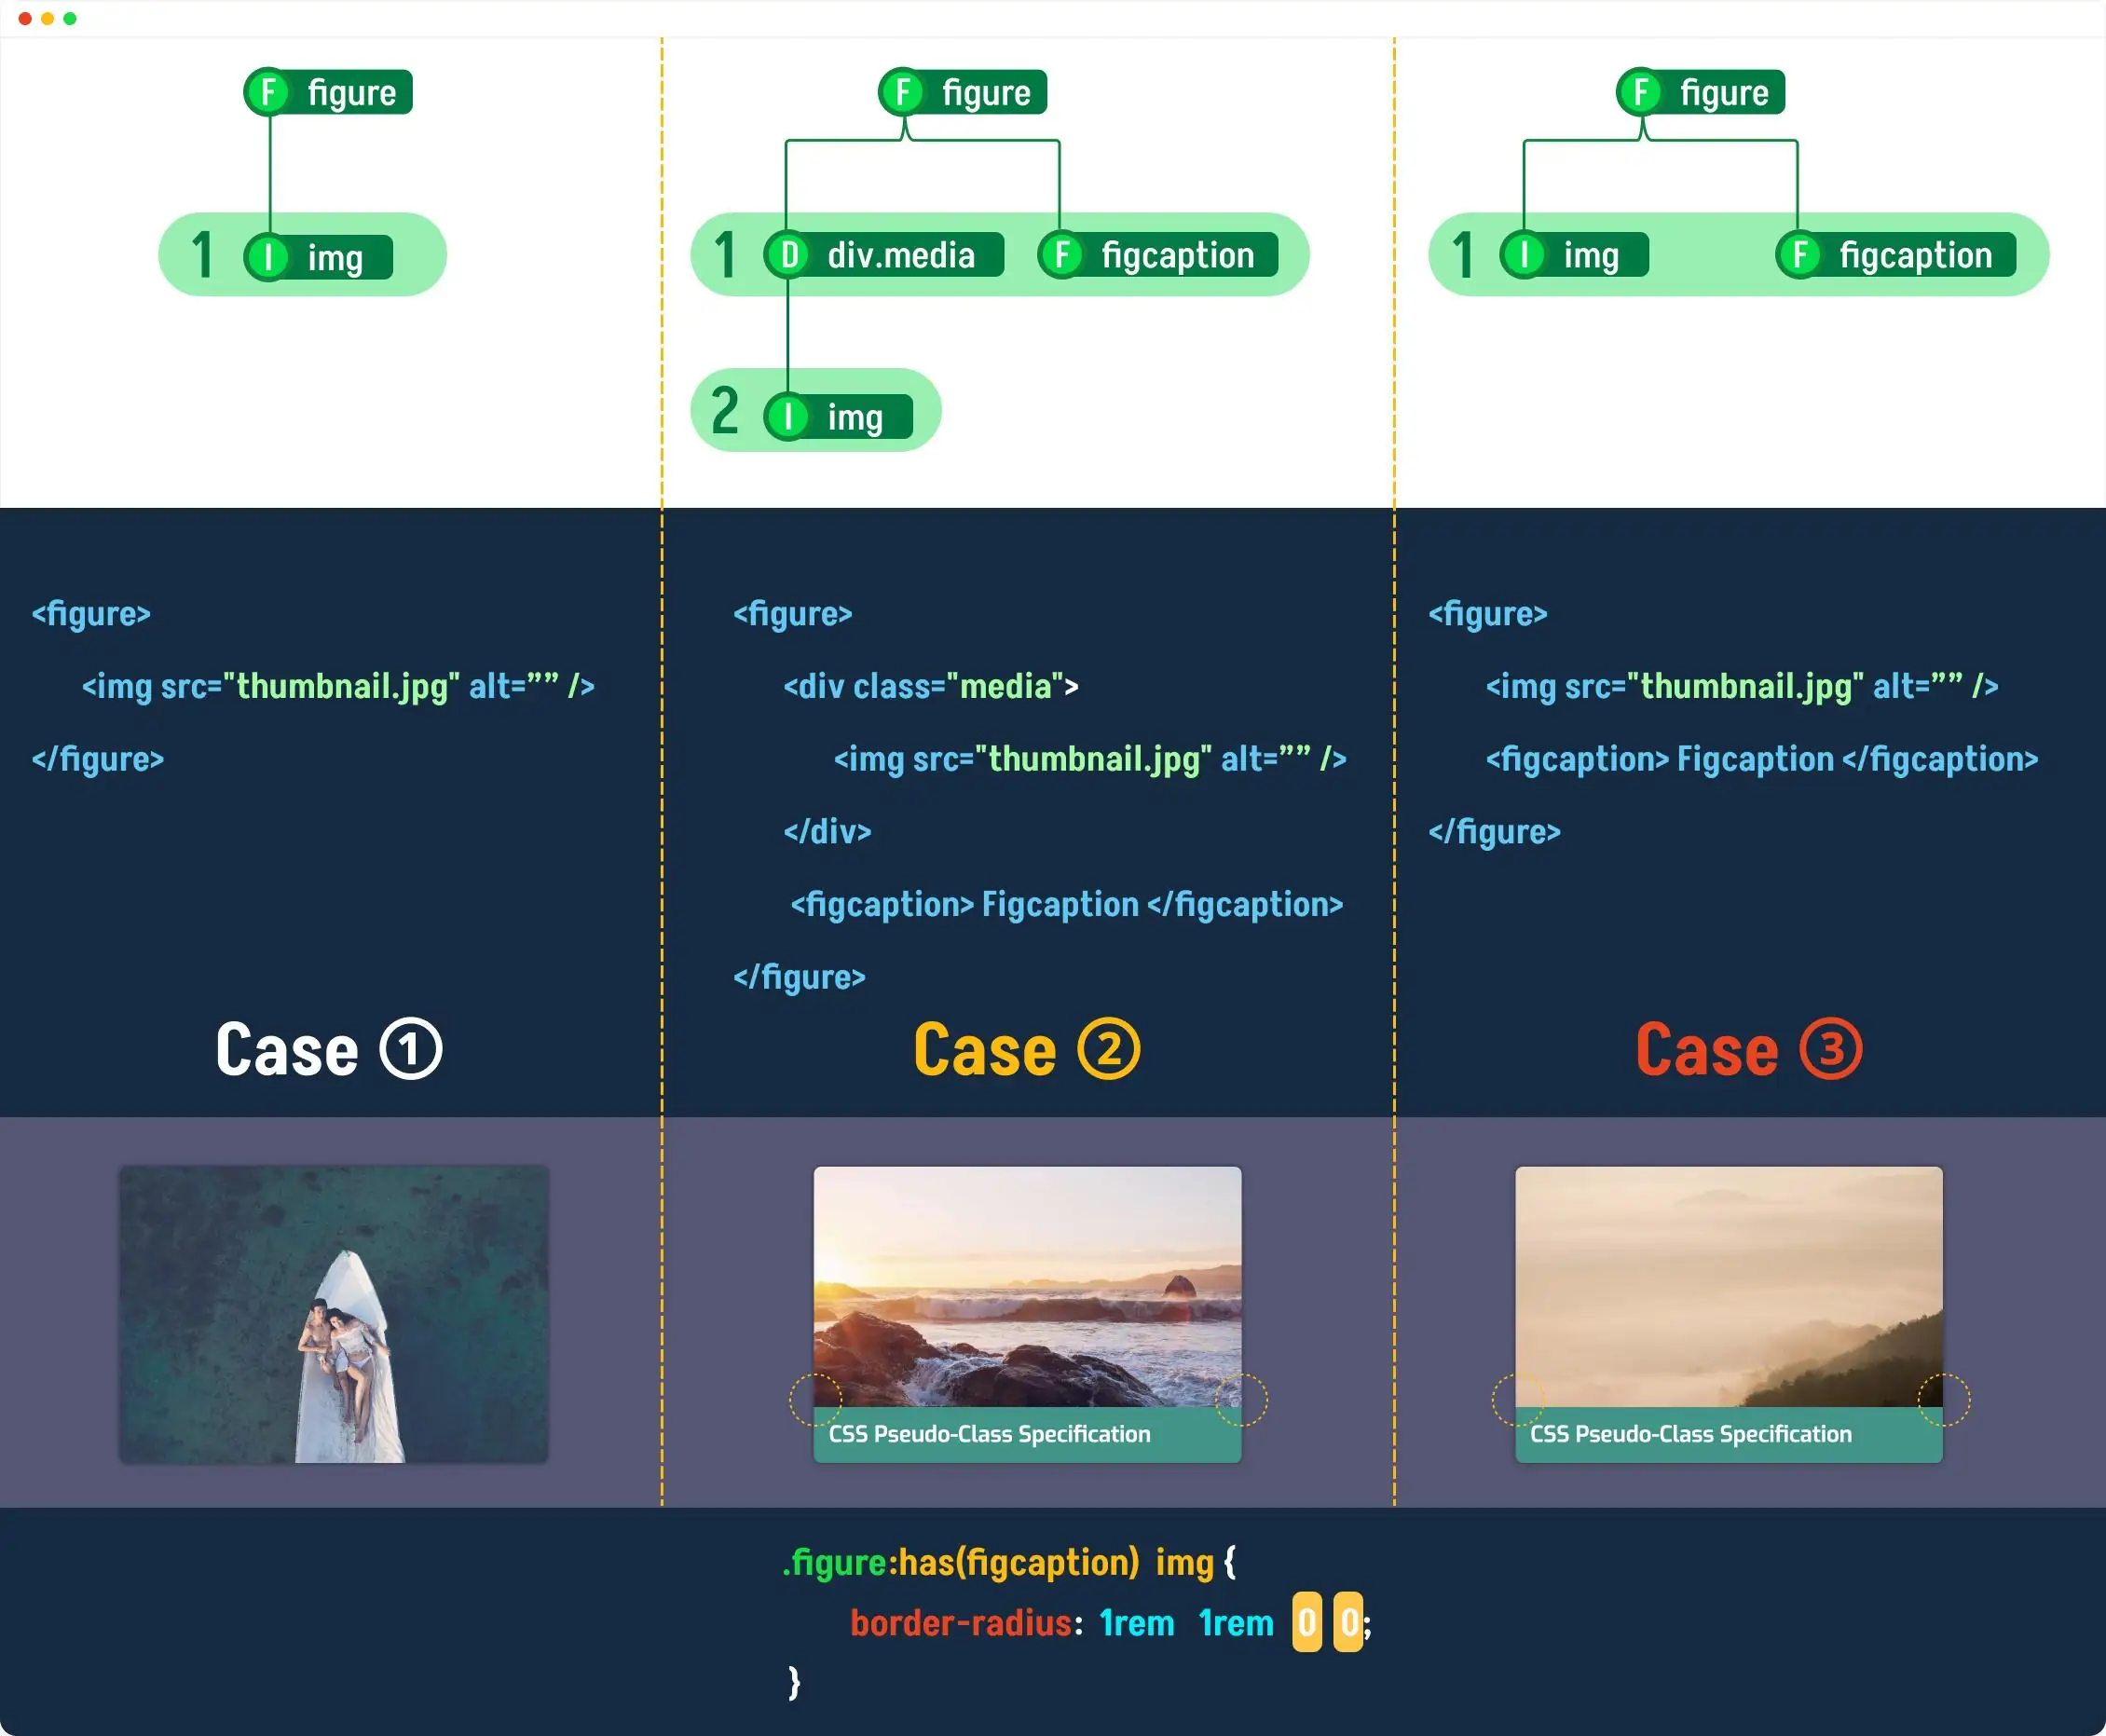 F figure
1 I img
F figure
1 D div.media F figcaption
2 I img
F figure
1 I img F figcaption
<figure>
<img src="thumbnail.jpg" alt=”” />
</figure>
Case ①
<figure>
<div class="media">
<img src="thumbnail.jpg" alt=”” />
</div>
<figcaption> Figcaption </figcaption>
</figure>
Case ②
<figure>
<img src="thumbnail.jpg" alt=”” />
<figcaption> Figcaption </figcaption>
</figure>
Case ③
CSS Pseudo-Class Specification
CSS Pseudo-Class Specification
.figure:has(figcaption) img {
border-radius: 1rem 1rem 0 0;
}